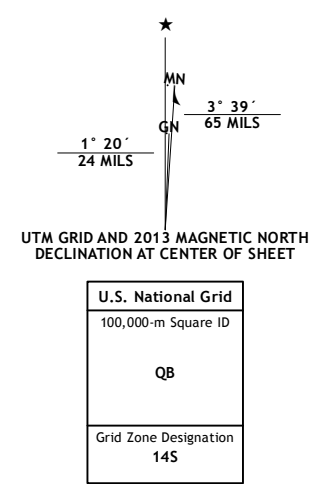 ★
MN
GN
3° 39´
65 MILS
1° 20´
24 MILS
UTM GRID AND 2013 MAGNETIC NORTH
DECLINATION AT CENTER OF SHEET
U.S. National Grid
100,000-m Square ID
QB
Grid Zone Designation
14S